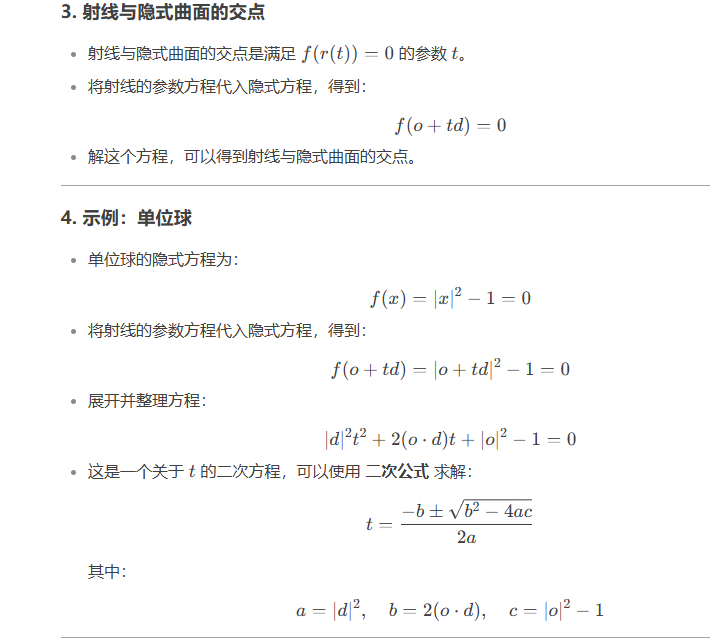 3. 射线与隐式曲面的交点
• 射线与隐式曲面的交点是满足 f(r(t)) = 0 的参数 t。
• 将射线的参数方程代入隐式方程，得到：
f(o + td) = 0
• 解这个方程，可以得到射线与隐式曲面的交点。
4. 示例：单位球
• 单位球的隐式方程为：
f(x) = |x|² − 1 = 0
• 将射线的参数方程代入隐式方程，得到：
f(o + td) = |o + td|² − 1 = 0
• 展开并整理方程：
|d|²t² + 2(o · d)t + |o|² − 1 = 0
• 这是一个关于 t 的二次方程，可以使用 二次公式 求解：
t = (−b ± √(b² − 4ac)) / 2a
其中：
a = |d|², b = 2(o · d), c = |o|² − 1